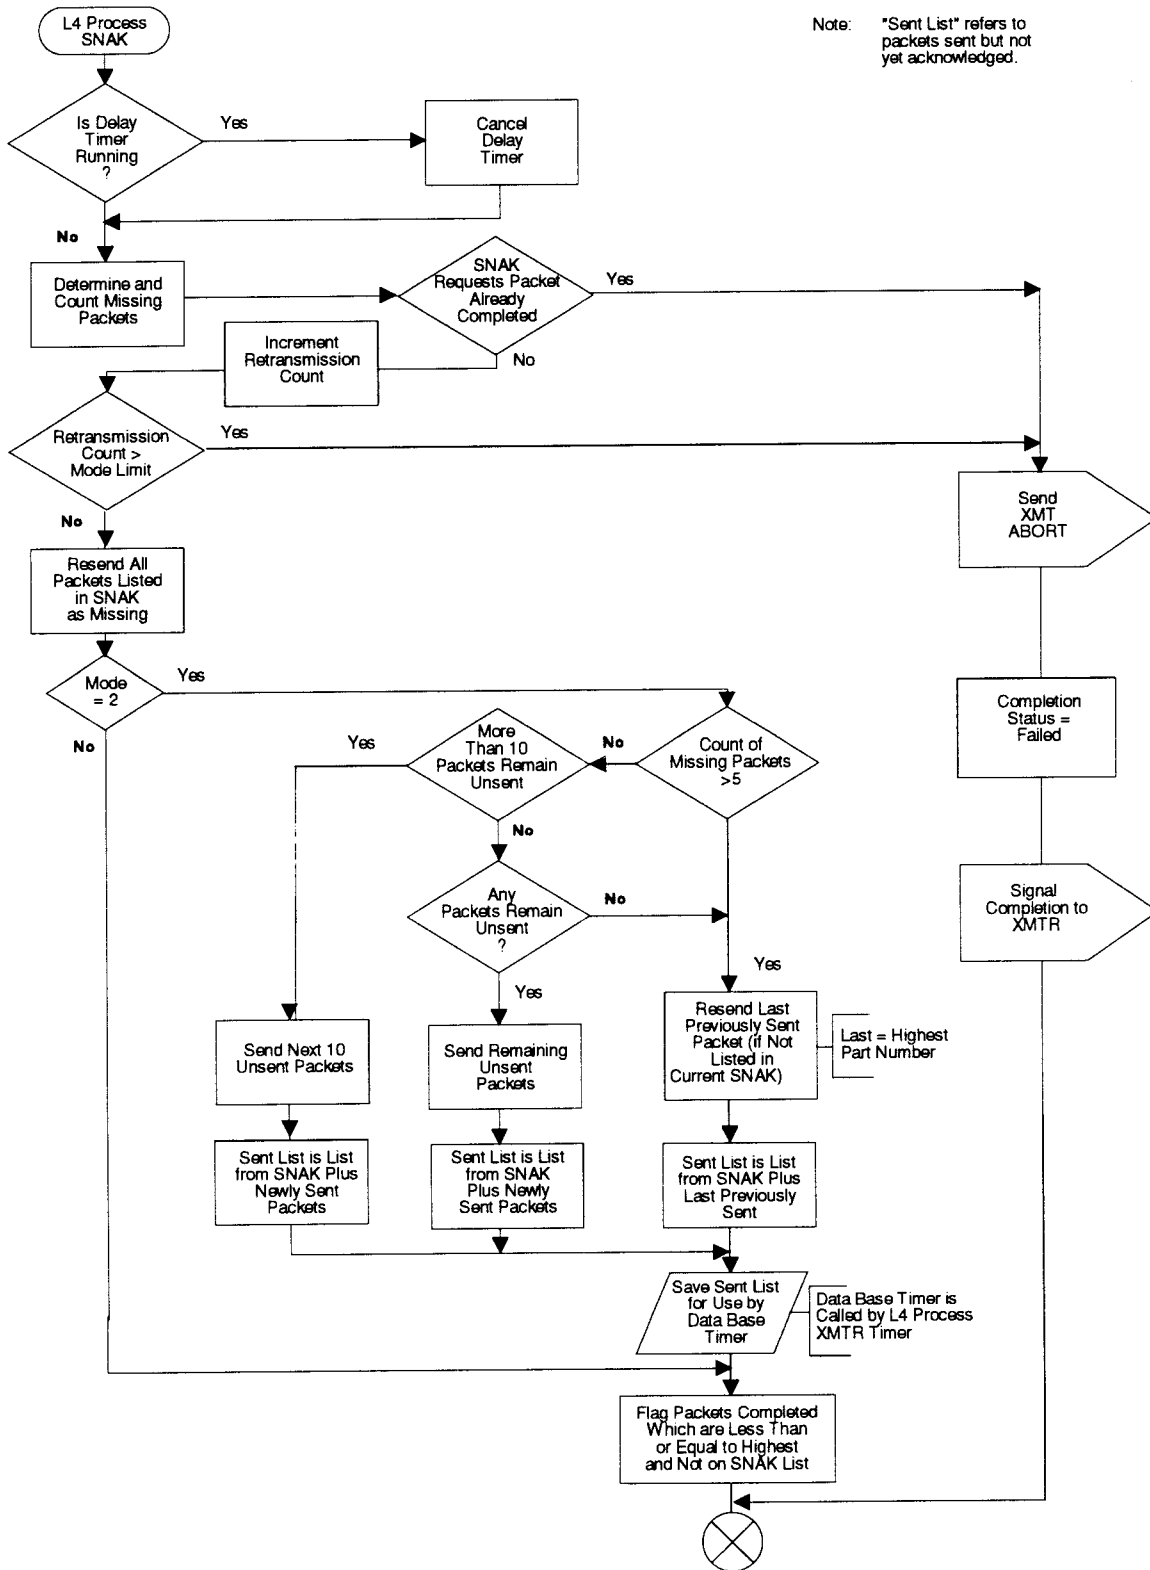 L4 Process
SNAK
Note:
"Sent List" refers to
packets sent but not
yet acknowledged.
Is Delay
Timer
Running
?
Yes
Cancel
Delay
Timer
No
Determine and
Count Missing
Packets
SNAK
Requests Packet
Already
Completed
Yes
No
Increment
Retransmission
Count
Retransmission
Count >
Mode Limit
Yes
No
Send
XMT
ABORT
Resend All
Packets Listed
in SNAK
as Missing
Mode
= 2
Yes
No
Completion
Status =
Failed
Count of
Missing Packets
>5
No
More
Than 10
Packets Remain
Unsent
Yes
No
Any
Packets Remain
Unsent
?
No
Yes
Yes
Signal
Completion to
XMTR
Send Next 10
Unsent Packets
Send Remaining
Unsent
Packets
Resend Last
Previously Sent
Packet (if Not
Listed in
Current SNAK)
Last = Highest
Part Number
Sent List is List
from SNAK Plus
Newly Sent
Packets
Sent List is List
from SNAK
Plus Newly
Sent Packets
Sent List is List
from SNAK Plus
Last Previously
Sent
Save Sent List
for Use by
Data Base
Timer
Data Base Timer is
Called by L4 Process
XMTR Timer
Flag Packets Completed
Which are Less Than
or Equal to Highest
and Not on SNAK List